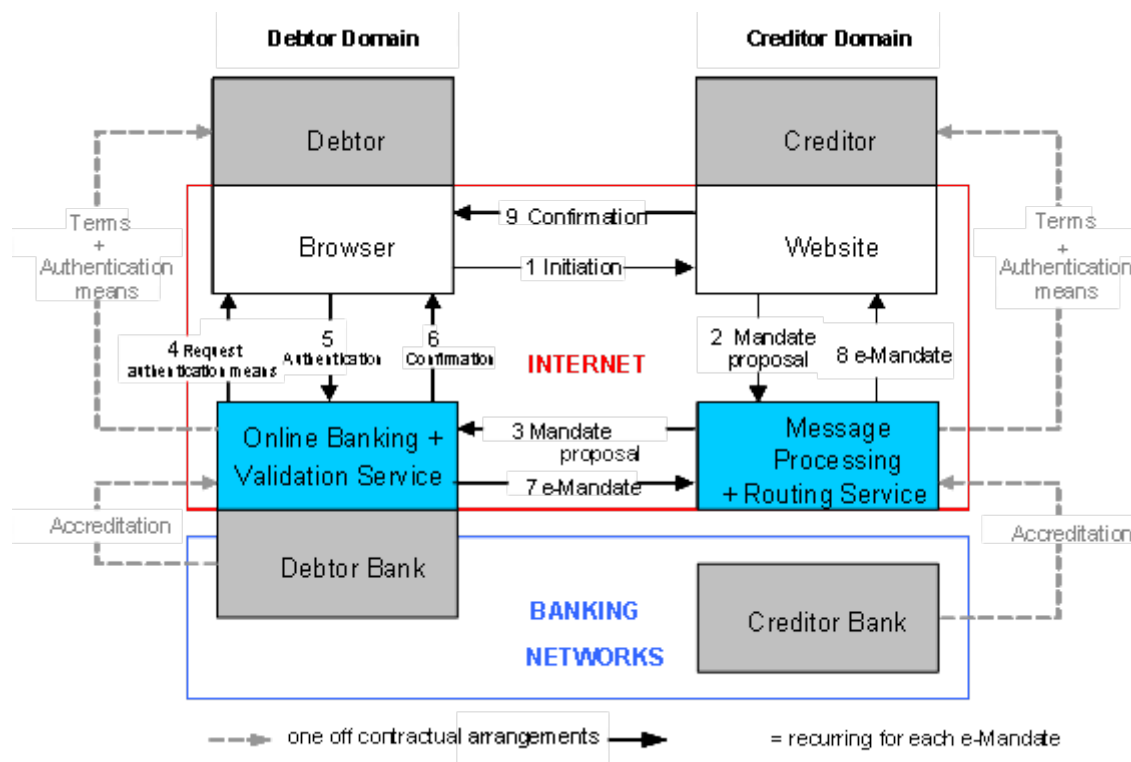 Debtor Domain
Creditor Domain
Debtor
Creditor
9 Confirmation
Browser
Website
1 Initiation
Terms
+
Authentication
means
Terms
+
Authentication
means
4 Request
authentication means
5
Authentication
6
Confirmation
INTERNET
2 Mandate
proposal
8 e-Mandate
Online Banking +
Validation Service
3 Mandate
proposal
7 e-Mandate
Message
Processing
+ Routing Service
Accreditation
Accreditation
Debtor Bank
BANKING
NETWORKS
Creditor Bank
one off contractual arrangements
= recurring for each e-Mandate